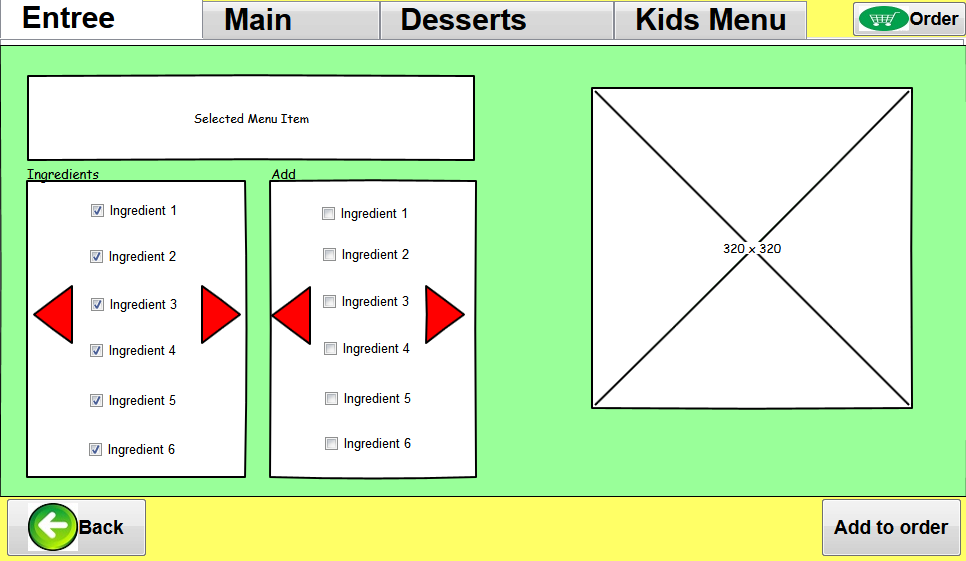 Entree
Main
Desserts
Kids Menu
Order
Selected Menu Item
Ingredients
Ingredient 1
Ingredient 2
Ingredient 3
Ingredient 4
Ingredient 5
Ingredient 6
Add
Ingredient 1
Ingredient 2
Ingredient 3
Ingredient 4
Ingredient 5
Ingredient 6
320 x 320
Back
Add to order